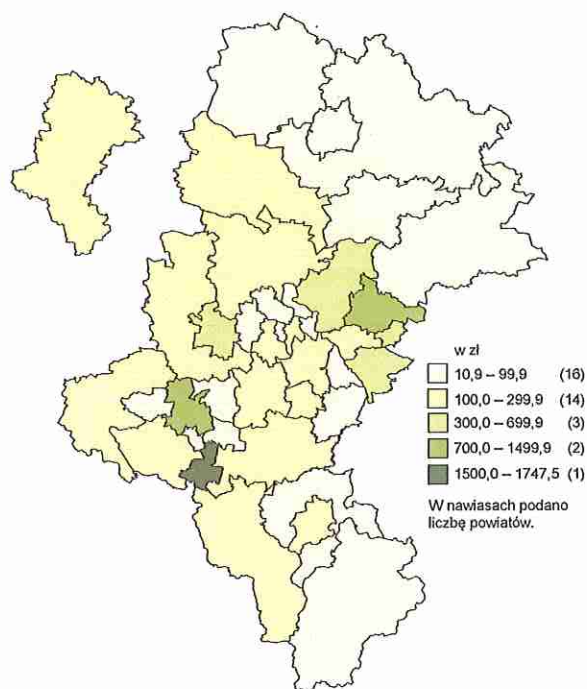 w zł
10,9 – 99,9 (16)
100,0 – 299,9 (14)
300,0 – 699,9 (3)
700,0 – 1499,9 (2)
1500,0 – 1747,5 (1)
W nawiasach podano
liczbę powiatów.